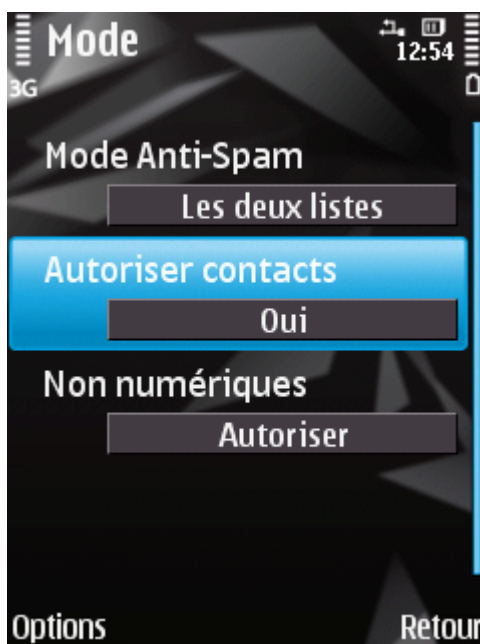 Mode
12:54
3G
Mode Anti-Spam
Les deux listes
Autoriser contacts
Oui
Non numériques
Autoriser
Options Retour